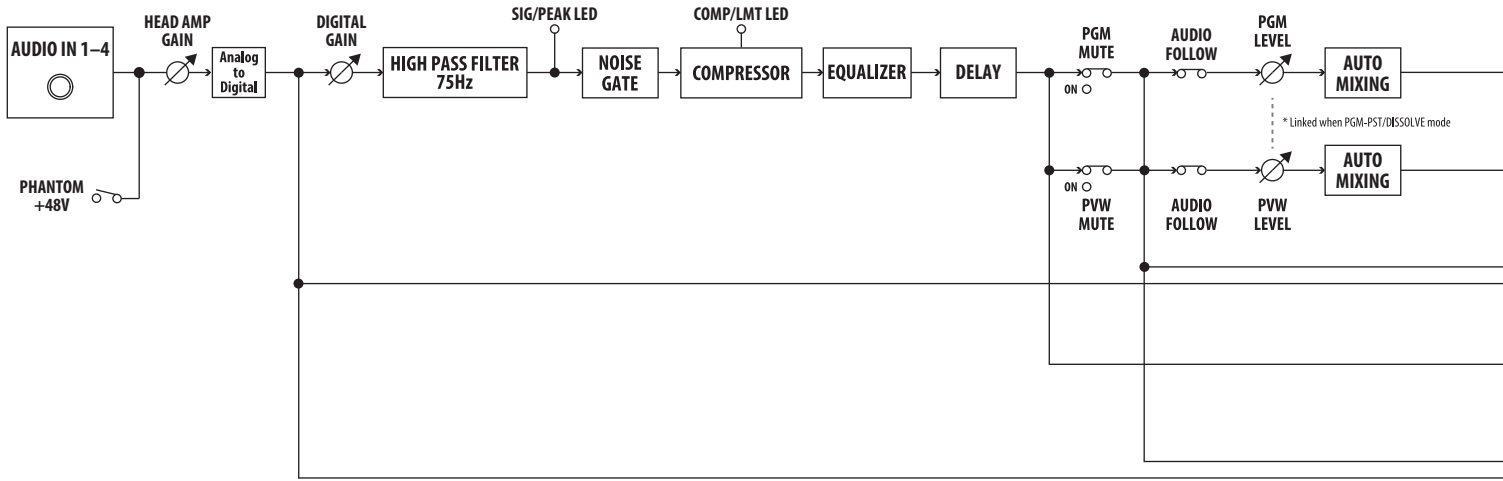 AUDIO IN 1–4
HEAD AMP
GAIN
Analog
to
Digital
DIGITAL
GAIN
HIGH PASS FILTER
75Hz
SIG/PEAK LED
NOISE
GATE
COMP/LMT LED
COMPRESSOR
EQUALIZER
DELAY
PGM
MUTE
ON
AUDIO
FOLLOW
PGM
LEVEL
AUTO
MIXING
* Linked when PGM-PST/DISSOLVE mode
PHANTOM
+48V
ON
PVW
MUTE
AUDIO
FOLLOW
PVW
LEVEL
AUTO
MIXING